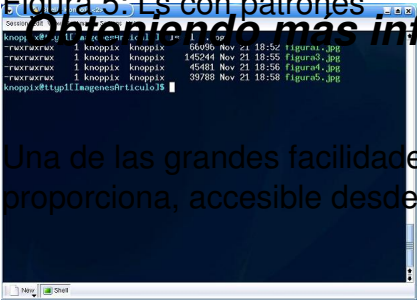 Figura 5. Ls con patrones
Obteniendo más inf
-rwxrwxrwx 1 knoppix knoppix 66096 Nov 21 18:52 figura1.jpg
-rwxrwxrwx 1 knoppix knoppix 145244 Nov 21 18:55 figura3.jpg
-rwxrwxrwx 1 knoppix knoppix 45481 Nov 21 18:56 figura4.jpg
-rwxrwxrwx 1 knoppix knoppix 39788 Nov 21 18:58 figura5.jpg
knoppix@ttyp1[ImagenesArticulo]$
Una de las grandes facilidade
proporciona, accesible desde
New Shell